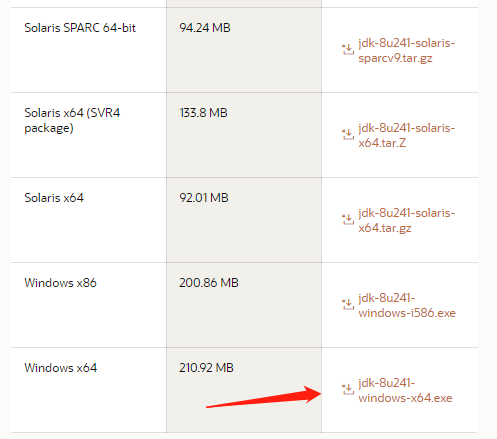 Solaris SPARC 64-bit
94.24 MB
jdk-8u241-solaris-
sparcv9.tar.gz
Solaris x64 (SVR4
package)
133.8 MB
jdk-8u241-solaris-
x64.tar.Z
Solaris x64
92.01 MB
jdk-8u241-solaris-
x64.tar.gz
Windows x86
200.86 MB
jdk-8u241-
windows-i586.exe
Windows x64
210.92 MB
jdk-8u241-
windows-x64.exe